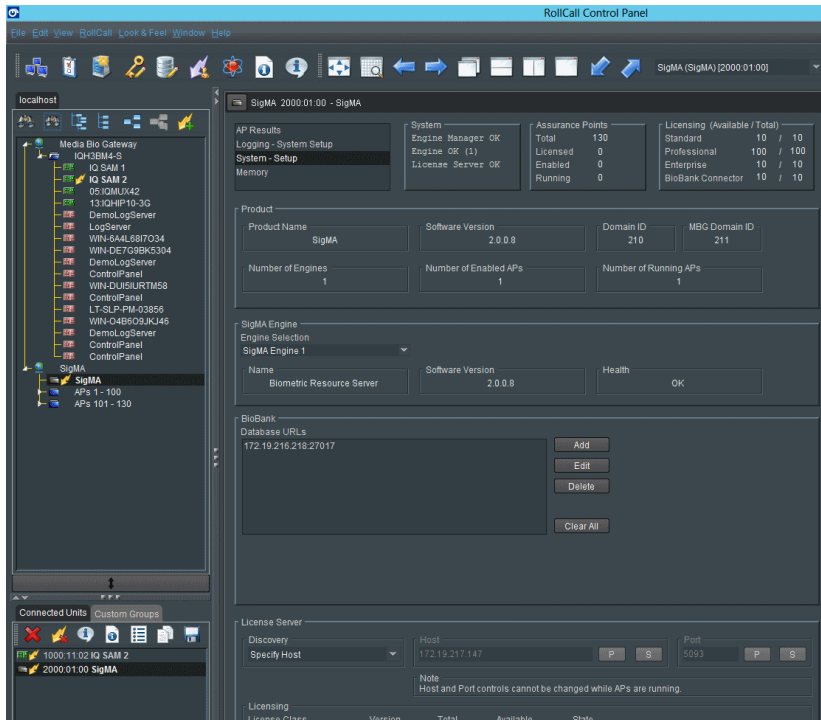 RollCall Control Panel
File Edit View RollCall Look & Feel Window Help
SigMA (SigMA) [2000:01:00]
localhost
Media Bio Gateway
IQH3BM4-S
IQ SAM 1
IQ SAM 2
05:IQMUX42
13:IQHIP10-3G
DemoLogServer
LogServer
WIN-6A4L68I7O34
WIN-DE7G9BK5304
DemoLogServer
ControlPanel
WIN-DUI5IURTM58
ControlPanel
LT-SLP-PM-03856
WIN-O4B6O9JKJ46
DemoLogServer
ControlPanel
ControlPanel
SigMA
SigMA
APs 1 - 100
APs 101 - 130
Connected Units Custom Groups
1000:11:02 IQ SAM 2
2000:01:00 SigMA
SigMA 2000:01:00 - SigMA
AP Results
Logging - System Setup
System - Setup
Memory
System
Engine Manager OK
Engine OK (1)
License Server OK
Assurance Points
Total 130
Licensed 0
Enabled 0
Running 0
Licensing (Available / Total)
Standard 10 / 10
Professional 100 / 100
Enterprise 10 / 10
BioBank Connector 10 / 10
Product
Product Name Software Version Domain ID MBG Domain ID
SigMA 2.0.0.8 210 211
Number of Engines Number of Enabled APs Number of Running APs
1 1 1
SigMA Engine
Engine Selection
SigMA Engine 1
Name Software Version Health
Biometric Resource Server 2.0.0.8 OK
BioBank
Database URLs
172.19.216.218:27017
Add
Edit
Delete
Clear All
License Server
Discovery Host Port
Specify Host 172.19.217.147 P S 5093 P S
Note
Host and Port controls cannot be changed while APs are running.
Licensing
License Class Version Total Available State